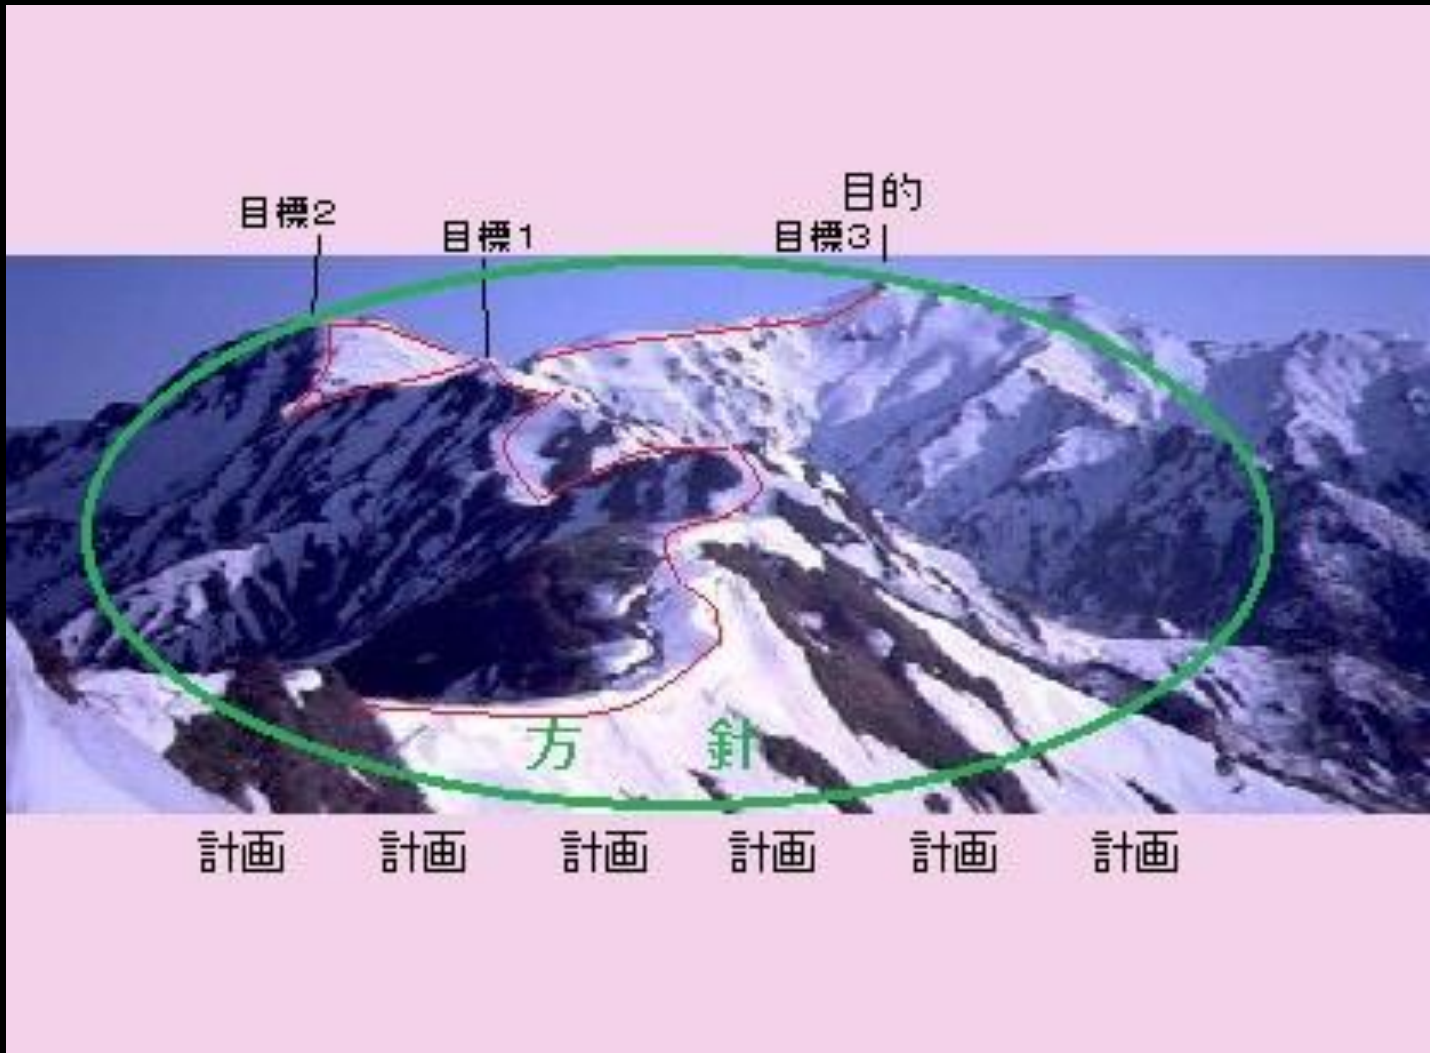 目的
目標2
目標1
目標3
方針
計画 計画 計画 計画 計画 計画